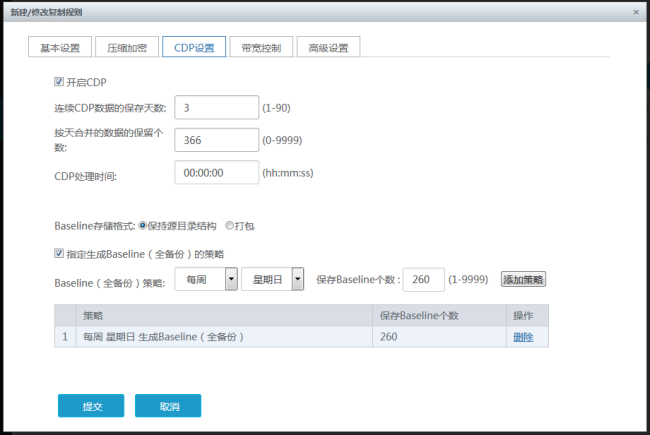 新建/修改复制规则 ×
基本设置 压缩加密 CDP设置 带宽控制 高级设置
开启CDP
连续CDP数据的保存天数: 3 (1-90)
按天合并的数据的保留个
数: 366 (0-9999)
CDP处理时间: 00:00:00 (hh:mm:ss)
Baseline存储格式: 保持源目录结构 打包
指定生成Baseline（全备份）的策略
Baseline（全备份）策略: 每周 星期日 保存Baseline个数： 260 (1-9999) 添加策略
策略 保存Baseline个数 操作
1 每周 星期日 生成Baseline（全备份） 260 删除
提交 取消